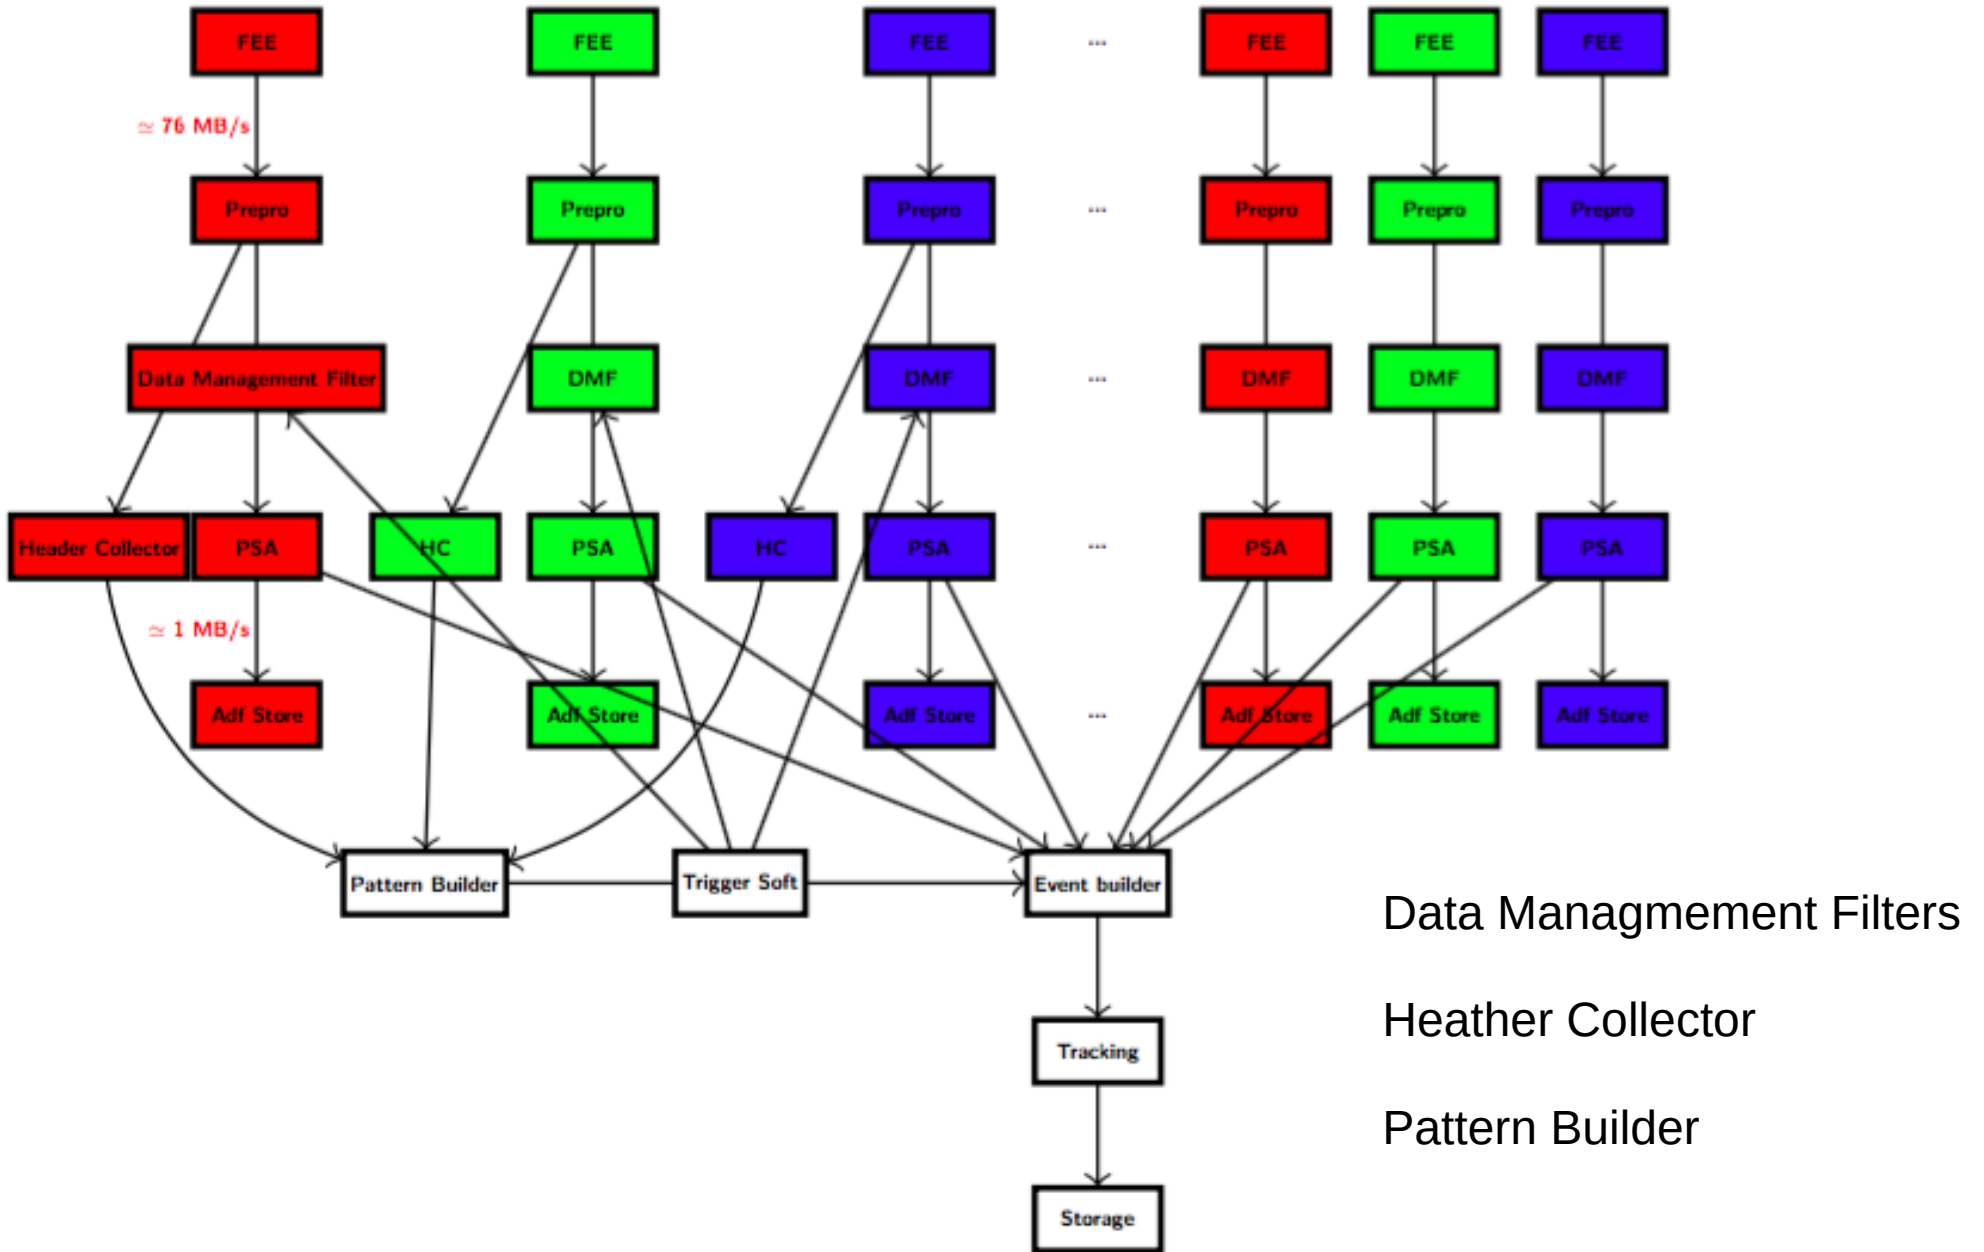 FEE FEE FEE ... FEE FEE FEE
≃ 76 MB/s
Prepro Prepro Prepro ... Prepro Prepro Prepro
Data Management Filter DMF DMF ... DMF DMF DMF
Header Collector PSA HC PSA HC PSA ... PSA PSA PSA
≃ 1 MB/s
Adf Store Adf Store Adf Store ... Adf Store Adf Store Adf Store
Pattern Builder Trigger Soft Event builder
Data Managmement Filters
Heather Collector
Tracking
Pattern Builder
Storage